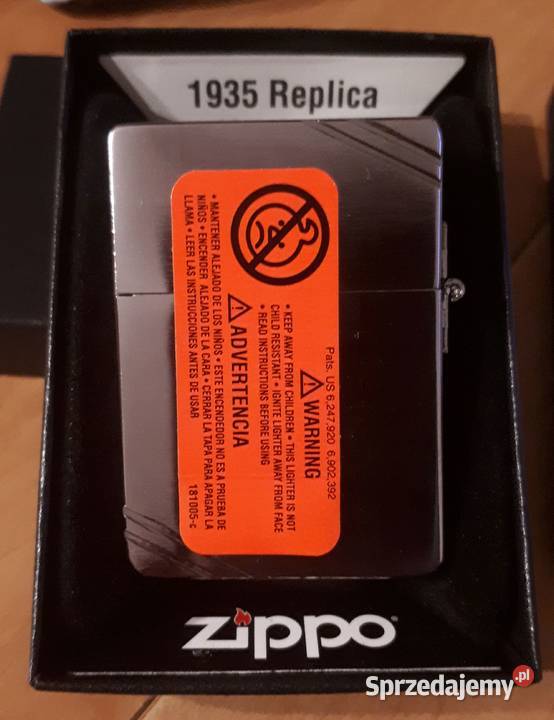 1935 Replica
Pats. US 6,247,920 6,902,392
⚠WARNING
• KEEP AWAY FROM CHILDREN • THIS LIGHTER IS NOT
CHILD RESISTANT • IGNITE LIGHTER AWAY FROM FACE
• READ INSTRUCTIONS BEFORE USING
⚠ADVERTENCIA
• MANTENER ALEJADO DE LOS NIÑOS • ESTE ENCENDEDOR NO ES A PRUEBA DE
NIÑOS • ENCENDER ALEJADO DE LA CARA • CERRAR LA TAPA PARA APAGAR LA
LLAMA • LEER LAS INSTRUCCIONES ANTES DE USAR
181005-c
zippo
Sprzedajemy.pl